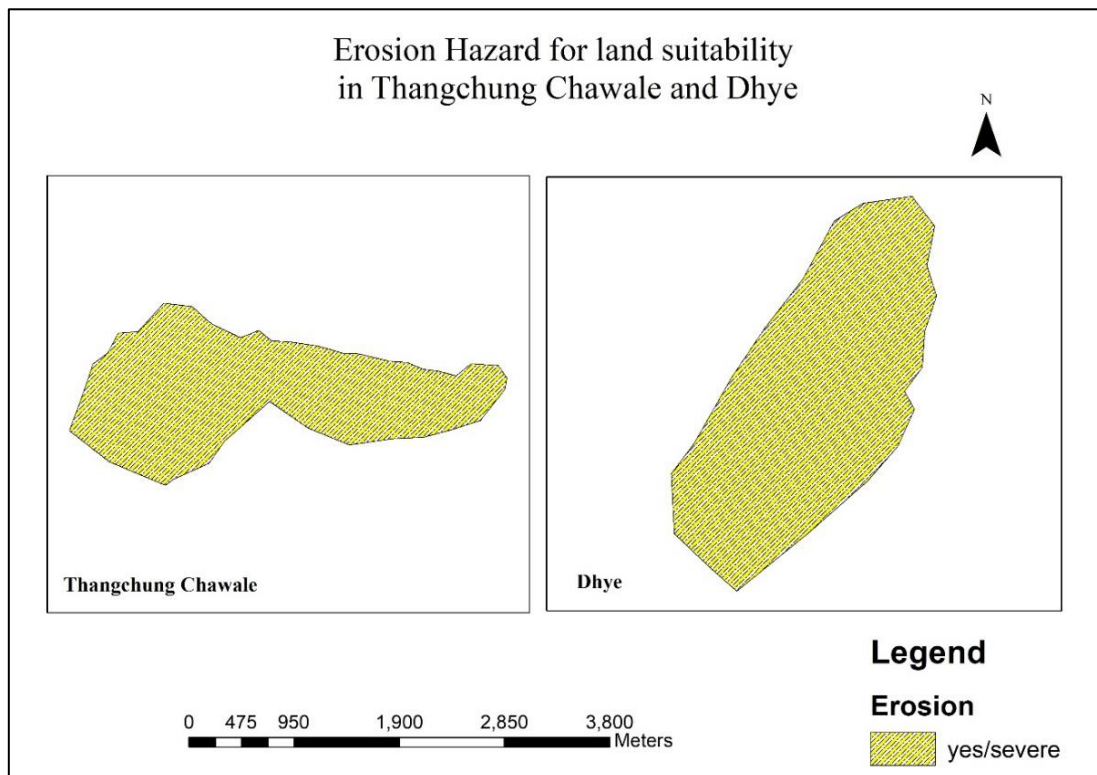 Erosion Hazard for land suitability
in Thangchung Chawale and Dhye
N
Thangchung Chawale
Dhye
Legend
Erosion
yes/severe
0 475 950 1,900 2,850 3,800
Meters